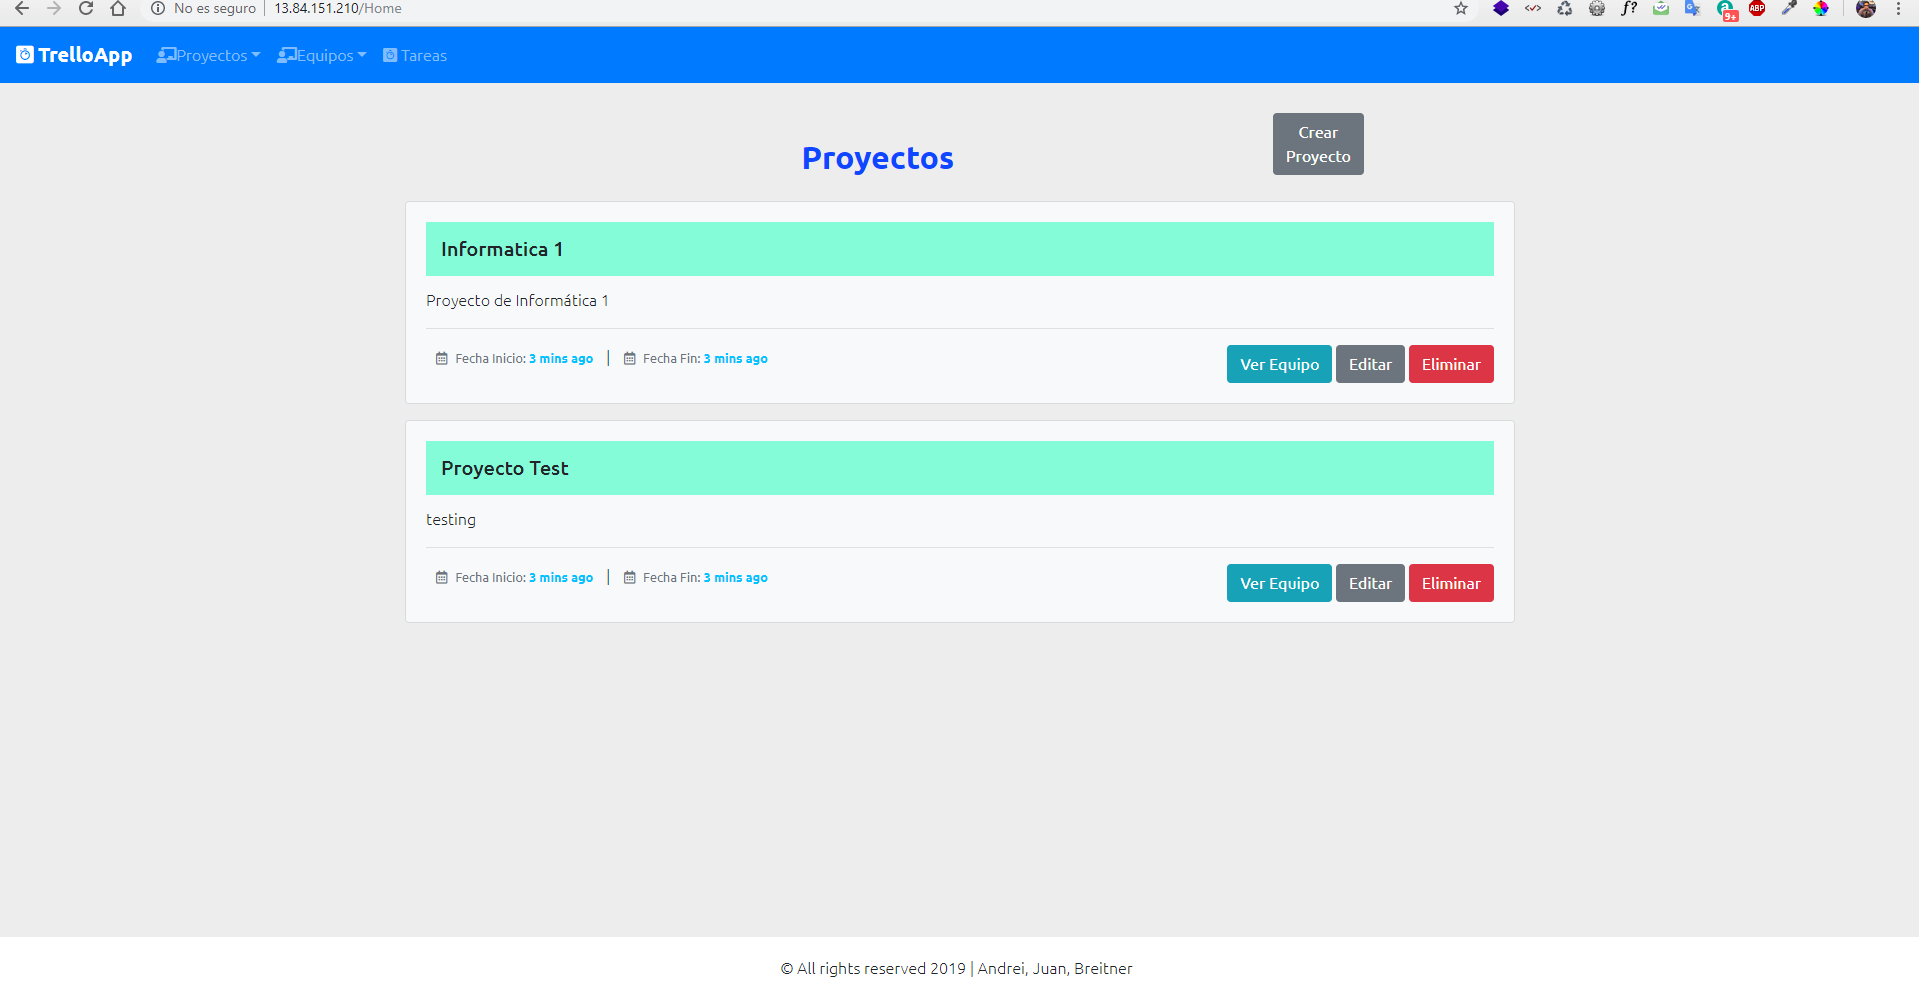 No es seguro | 13.84.151.210/Home
f? 9+ ABP
TrelloApp Proyectos Equipos Tareas
Crear
Proyecto
Proyectos
Informatica 1
Proyecto de Informática 1
Fecha Inicio: 3 mins ago | Fecha Fin: 3 mins ago Ver Equipo Editar Eliminar
Proyecto Test
testing
Fecha Inicio: 3 mins ago | Fecha Fin: 3 mins ago Ver Equipo Editar Eliminar
© All rights reserved 2019 | Andrei, Juan, Breitner